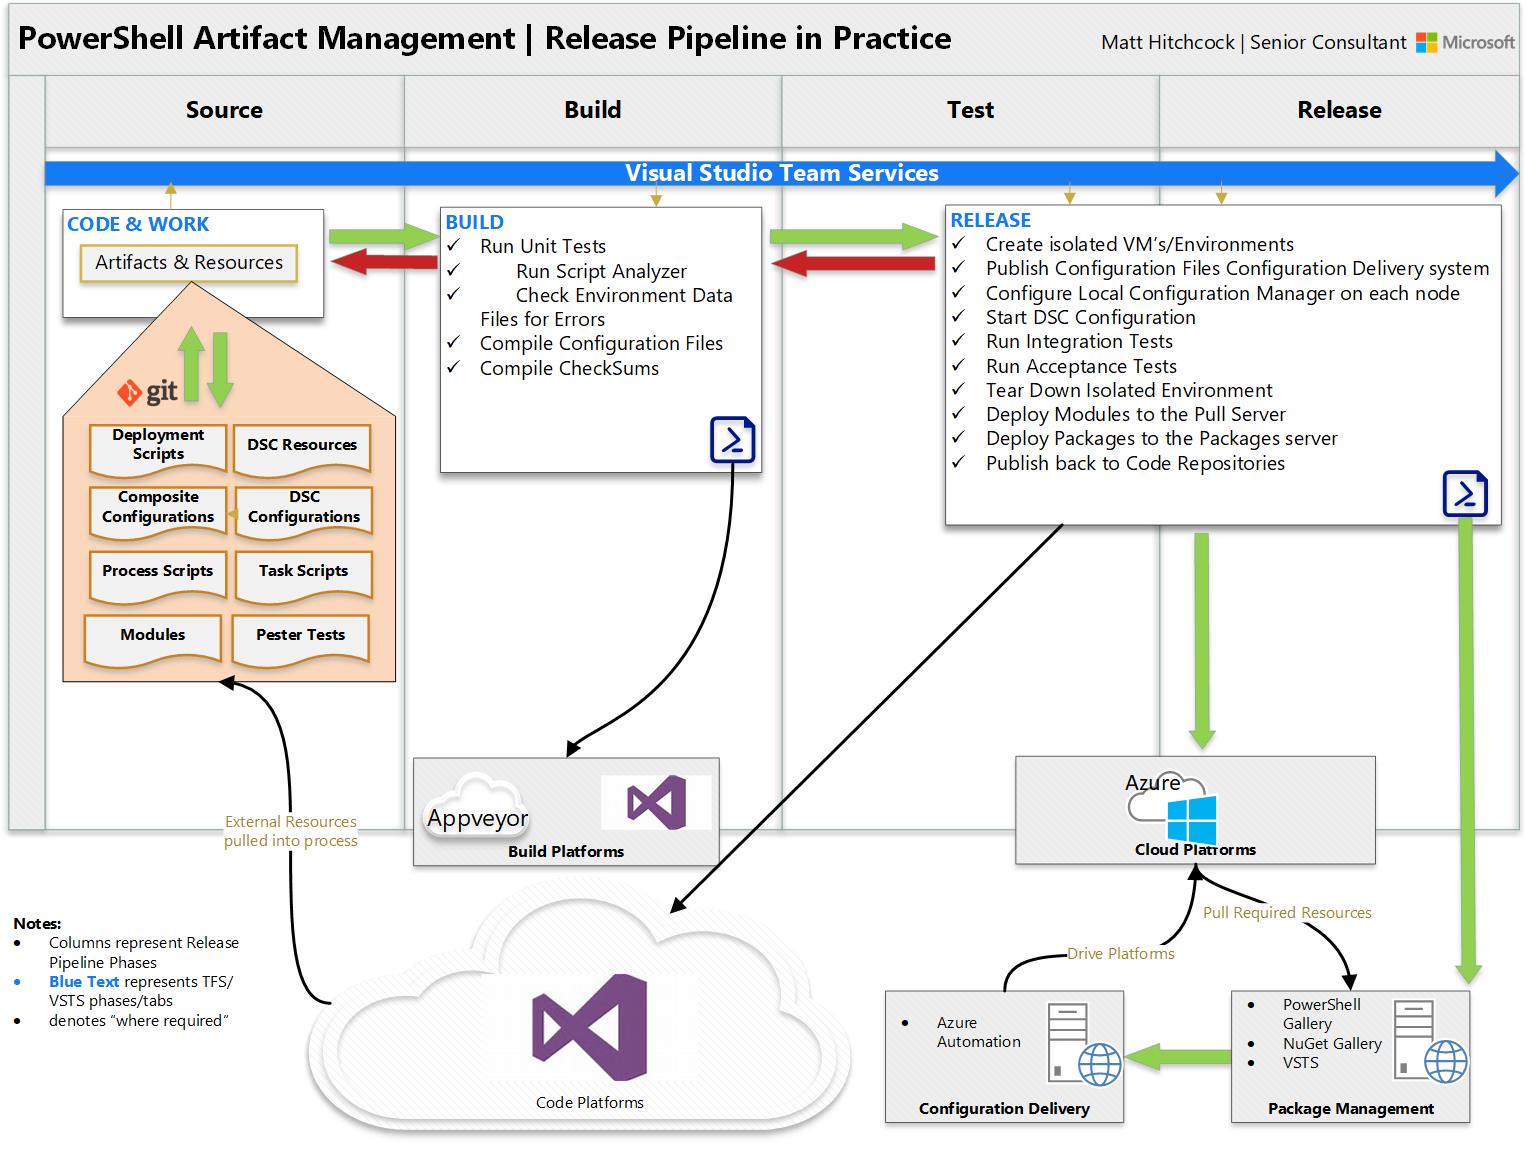 PowerShell Artifact Management | Release Pipeline in Practice
Matt Hitchcock | Senior Consultant Microsoft
Source
Build
Test
Release
Visual Studio Team Services
CODE & WORK
Artifacts & Resources
git
Deployment
Scripts
DSC Resources
Composite
Configurations
DSC
Configurations
Process Scripts
Task Scripts
Modules
Pester Tests
BUILD
✓ Run Unit Tests
✓ Run Script Analyzer
✓ Check Environment Data
Files for Errors
✓ Compile Configuration Files
✓ Compile CheckSums
RELEASE
✓ Create isolated VM's/Environments
✓ Publish Configuration Files Configuration Delivery system
✓ Configure Local Configuration Manager on each node
✓ Start DSC Configuration
✓ Run Integration Tests
✓ Run Acceptance Tests
✓ Tear Down Isolated Environment
✓ Deploy Modules to the Pull Server
✓ Deploy Packages to the Packages server
✓ Publish back to Code Repositories
External Resources
pulled into process
Appveyor
Build Platforms
Azure
Cloud Platforms
Pull Required Resources
Drive Platforms
Notes:
• Columns represent Release
Pipeline Phases
• Blue Text represents TFS/
VSTS phases/tabs
• denotes "where required"
Code Platforms
• Azure
Automation
Configuration Delivery
• PowerShell
Gallery
• NuGet Gallery
• VSTS
Package Management